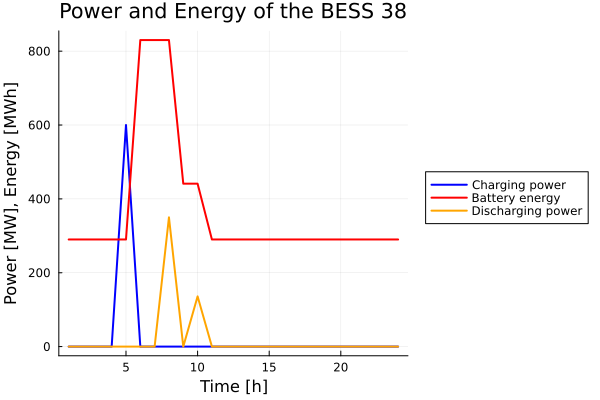 Power and Energy of the BESS 38
Power [MW], Energy [MWh]
800
600
400
200
0
5
10
15
20
Time [h]
Charging power
Battery energy
Discharging power